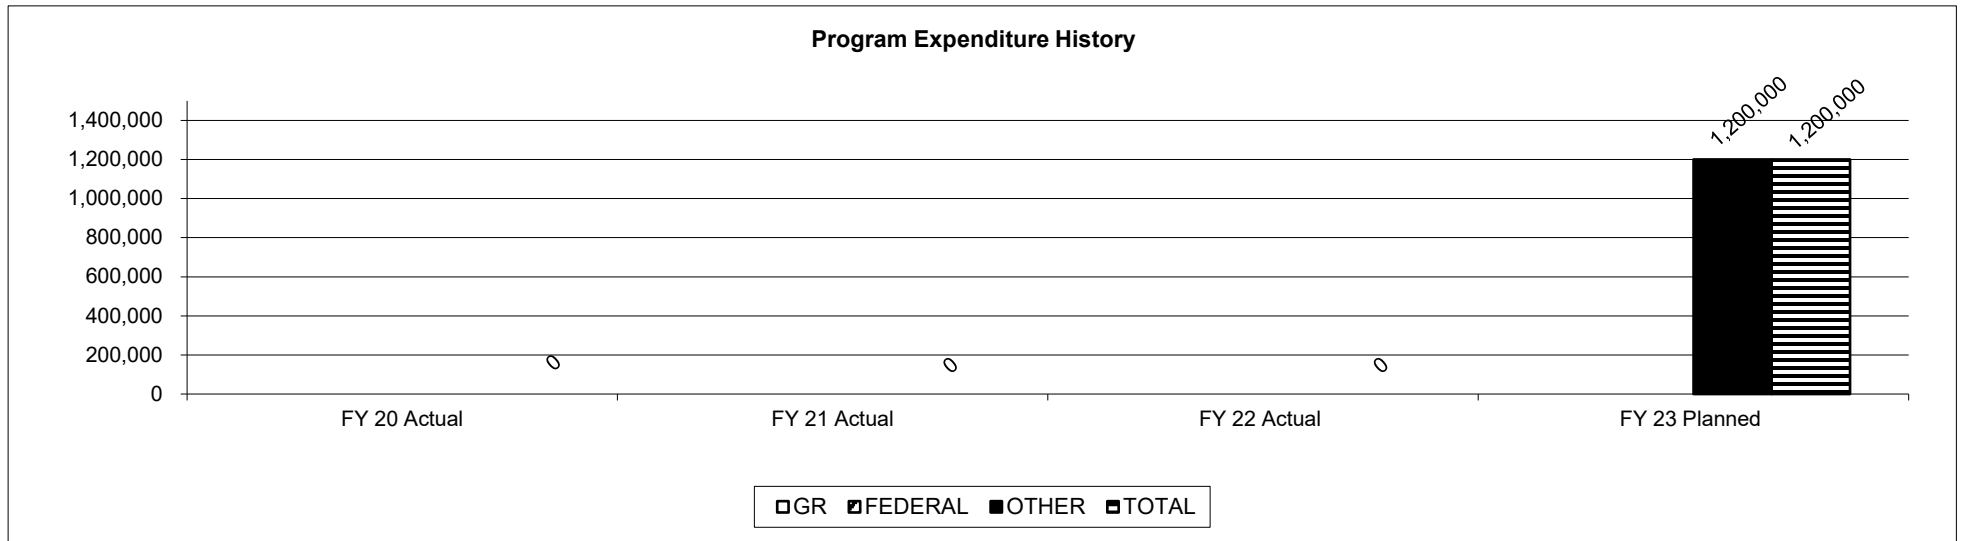 Program Expenditure History
1,200,000 1,200,000
1,400,000
1,200,000
1,000,000
800,000
600,000
400,000
200,000
0
0 0 0
FY 20 Actual FY 21 Actual FY 22 Actual FY 23 Planned
GR FEDERAL OTHER TOTAL